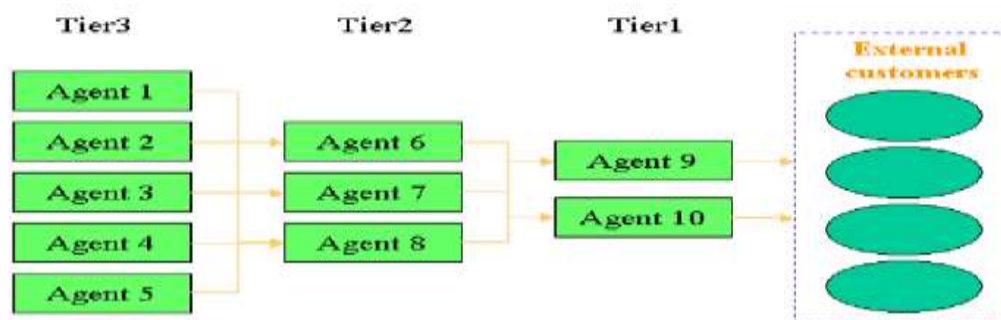 Tier3
Tier2
Tier1
External
customers
Agent 1
Agent 2
Agent 3
Agent 4
Agent 5
Agent 6
Agent 7
Agent 8
Agent 9
Agent 10